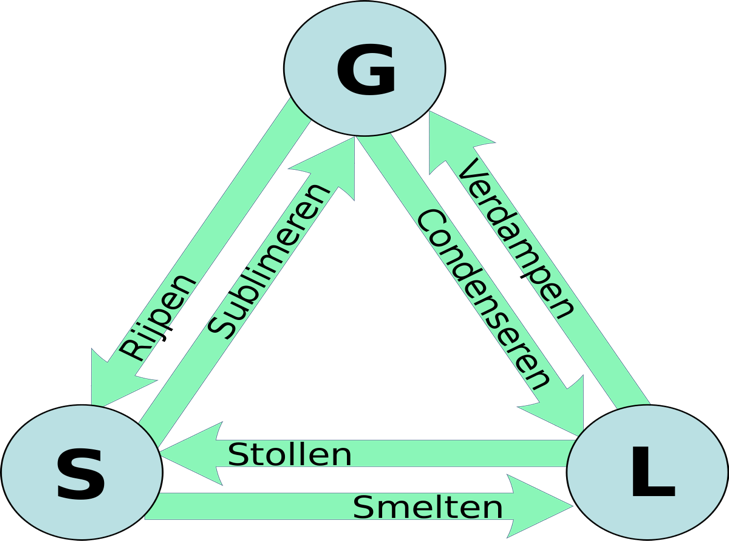 G
Rijpen
Sublimeren
Condenseren
Verdampen
S
Stollen
Smelten
L